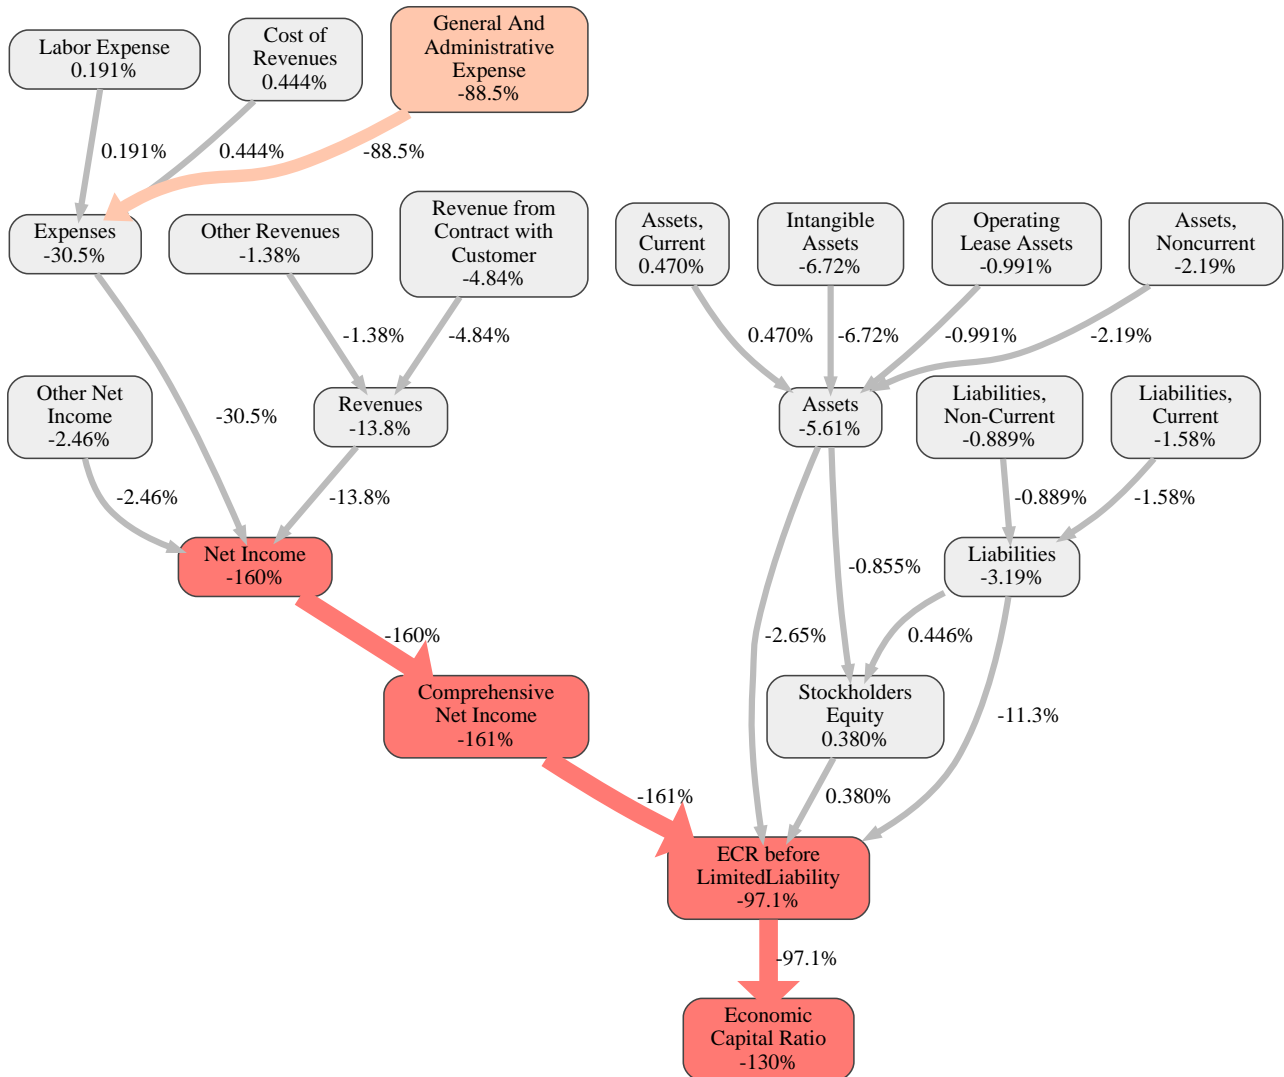 Labor Expense
0.191%
Cost of
Revenues
0.444%
General And
Administrative
Expense
-88.5%
0.191%
0.444%
-88.5%
Expenses
-30.5%
Other Revenues
-1.38%
Revenue from
Contract with
Customer
-4.84%
Assets,
Current
0.470%
Intangible
Assets
-6.72%
Operating
Lease Assets
-0.991%
Assets,
Noncurrent
-2.19%
-1.38%
-4.84%
0.470%
-6.72%
-0.991%
-2.19%
Other Net
Income
-2.46%
-30.5%
Revenues
-13.8%
Assets
-5.61%
Liabilities,
Non-Current
-0.889%
Liabilities,
Current
-1.58%
-2.46%
-13.8%
-0.889%
-1.58%
Net Income
-160%
-0.855%
Liabilities
-3.19%
-160%
-2.65%
0.446%
Comprehensive
Net Income
-161%
Stockholders
Equity
0.380%
-11.3%
-161%
0.380%
ECR before
LimitedLiability
-97.1%
-97.1%
Economic
Capital Ratio
-130%